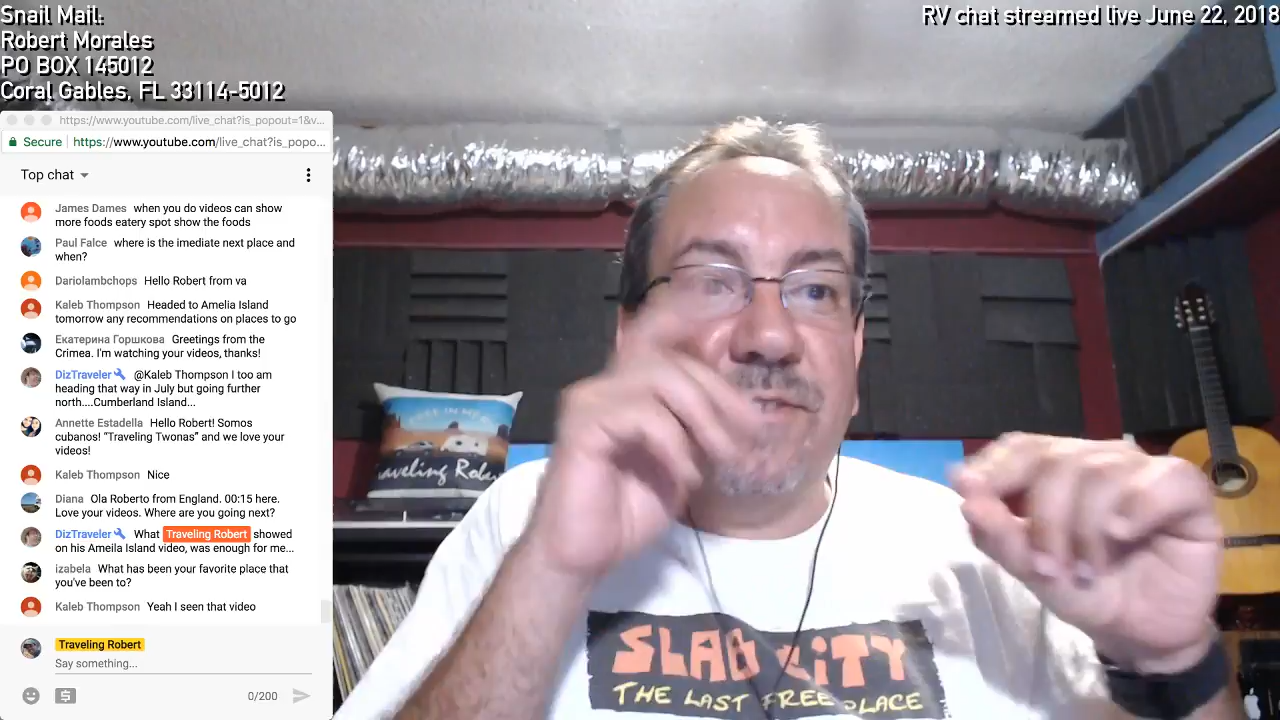 Snail Mail:
Robert Morales
PO BOX 145012
Coral Gables, FL 33114-5012
RV chat streamed live June 22, 2018
https://www.youtube.com/live_chat?is_popout=1&v...
Secure https://www.youtube.com/live_chat?is_popo...
Top chat
James Dames when you do videos can show
more foods eatery spot show the foods
Paul Falce where is the imediate next place and
when?
Dariolambchops Hello Robert from va
Kaleb Thompson Headed to Amelia Island
tomorrow any recommendations on places to go
Екатерина Горшкова Greetings from the
Crimea. I'm watching your videos, thanks!
DizTraveler @Kaleb Thompson I too am
heading that way in July but going further
north....Cumberland Island...
Annette Estadella Hello Robert! Somos
cubanos! “Traveling Twonas” and we love your
videos!
Kaleb Thompson Nice
Diana Ola Roberto from England. 00:15 here.
Love your videos. Where are you going next?
DizTraveler What Traveling Robert showed
on his Ameila Island video, was enough for me...
izabela What has been your favorite place that
you've been to?
Kaleb Thompson Yeah I seen that video
Traveling Robert
Say something...
0/200
SLAB CITY
THE LAST FREE PLACE